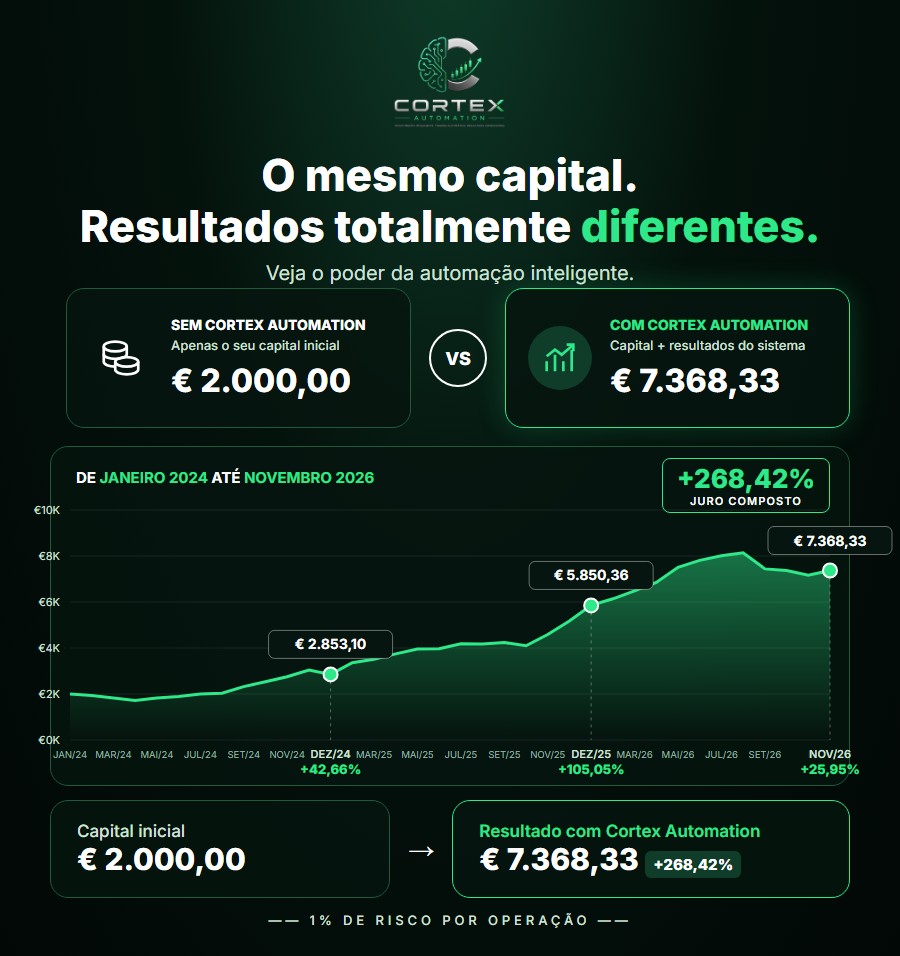 CORTEX
AUTOMATION
O mesmo capital.
Resultados totalmente diferentes.
Veja o poder da automação inteligente.
SEM CORTEX AUTOMATION
Apenas o seu capital inicial
€ 2.000,00
VS
COM CORTEX AUTOMATION
Capital + resultados do sistema
€ 7.368,33
DE JANEIRO 2024 ATÉ NOVEMBRO 2026
+268,42%
JURO COMPOSTO
€10K
€8K
€6K
€4K
€2K
€0K
€ 2.853,10
€ 5.850,36
€ 7.368,33
JAN/24 MAR/24 MAI/24 JUL/24 SET/24 NOV/24 DEZ/24 MAR/25 MAI/25 JUL/25 SET/25 NOV/25 DEZ/25 MAR/26 MAI/26 JUL/26 SET/26 NOV/26
+42,66% +105,05% +25,95%
Capital inicial
€ 2.000,00
→
Resultado com Cortex Automation
€ 7.368,33 +268,42%
—— 1% DE RISCO POR OPERAÇÃO ——